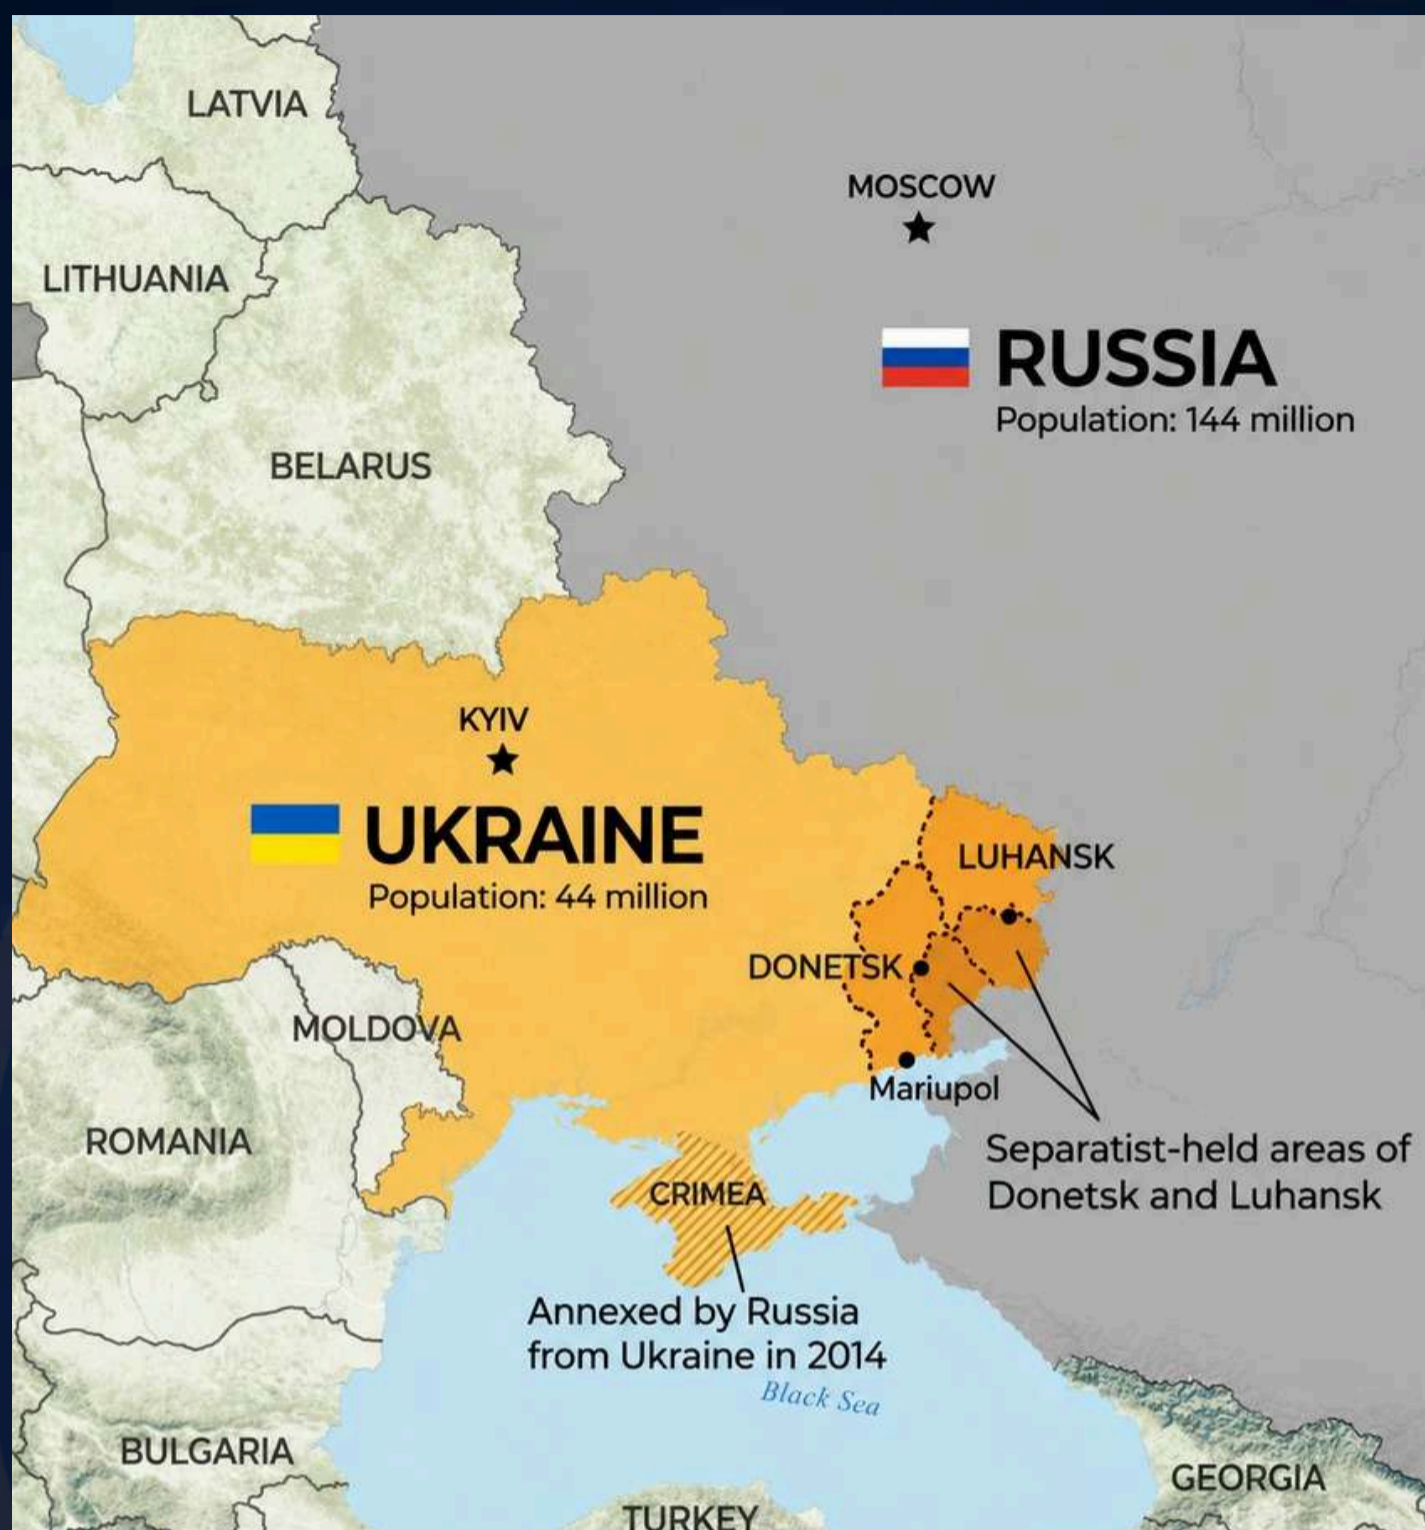 LATVIA
MOSCOW
LITHUANIA
RUSSIA
Population: 144 million
BELARUS
KYIV
UKRAINE
Population: 44 million
LUHANSK
DONETSK
MOLDOVA
Mariupol
ROMANIA
Separatist-held areas of
Donetsk and Luhansk
CRIMEA
Annexed by Russia
from Ukraine in 2014
Black Sea
BULGARIA
GEORGIA
TURKEY